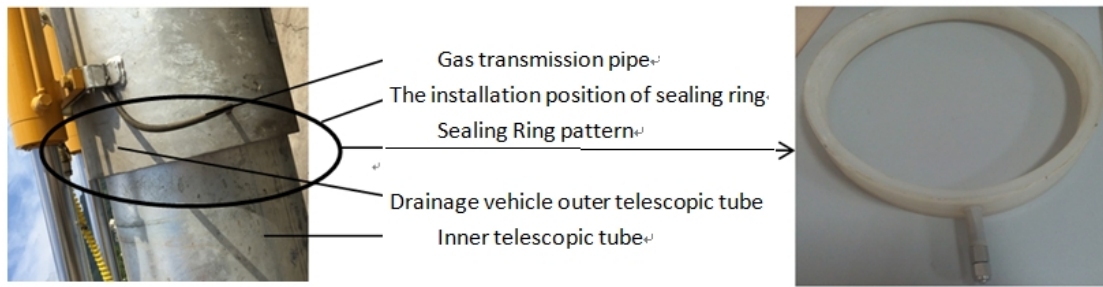 Gas transmission pipe↵
The installation position of sealing ring↵
Sealing Ring pattern↵
↵
Drainage vehicle outer telescopic tube
Inner telescopic tube↵